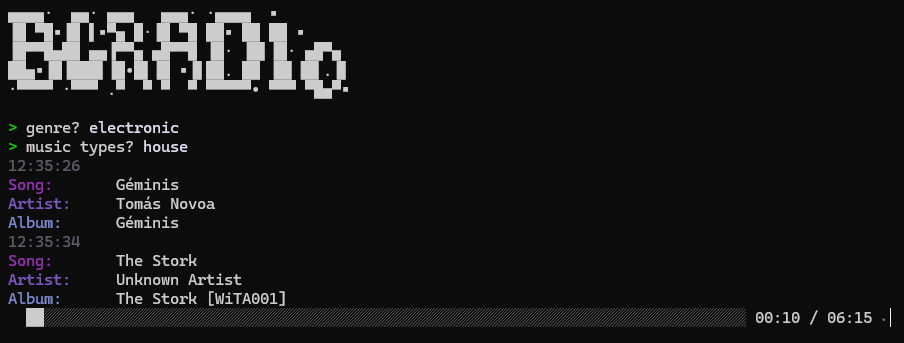 > genre? electronic
> music types? house
12:35:26
Song: Géminis
Artist: Tomás Novoa
Album: Géminis
12:35:34
Song: The Stork
Artist: Unknown Artist
Album: The Stork [WiTA001]
00:10 / 06:15